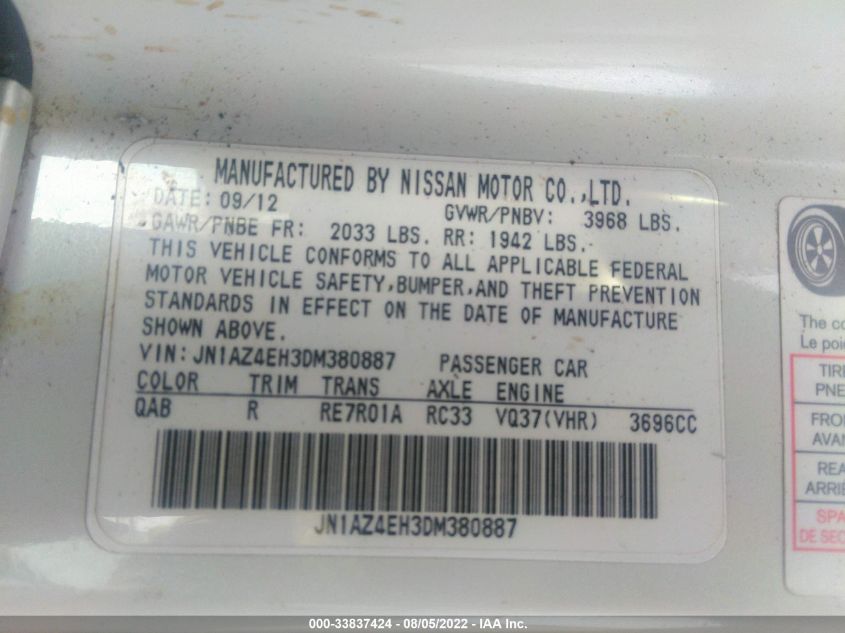 MANUFACTURED BY NISSAN MOTOR CO.,LTD.
DATE: 09/12 GVWR/PNBV: 3968 LBS.
GAWR/PNBE FR: 2033 LBS. RR: 1942 LBS.
THIS VEHICLE CONFORMS TO ALL APPLICABLE FEDERAL
MOTOR VEHICLE SAFETY,BUMPER,AND THEFT PREVENTION
STANDARDS IN EFFECT ON THE DATE OF MANUFACTURE
SHOWN ABOVE.
VIN: JN1AZ4EH3DM380887 PASSENGER CAR
COLOR TRIM TRANS AXLE ENGINE
QAB R RE7R01A RC33 VQ37(VHR) 3696CC
JN1AZ4EH3DM380887
The co
Le poi
TIRE
PNE
FRO
AVAN
REA
ARRIÈ
SPA
DE SEC
000-33837424 - 08/05/2022 - IAA Inc.